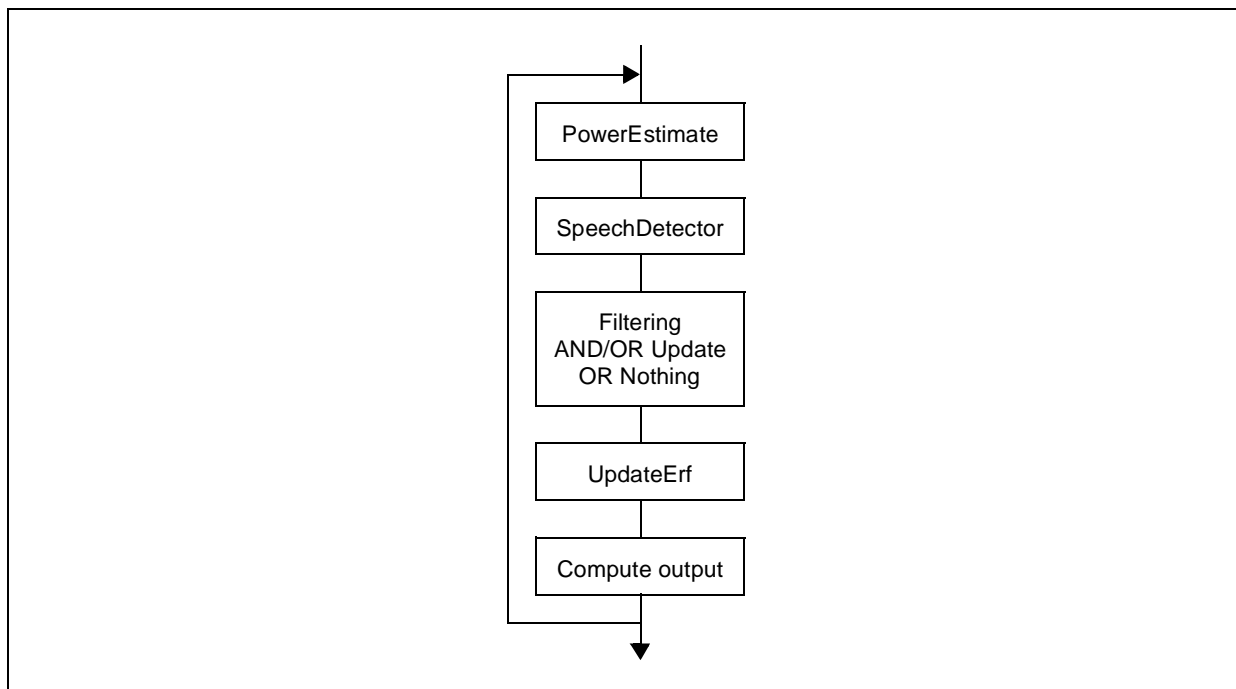 PowerEstimate
SpeechDetector
Filtering
AND/OR Update
OR Nothing
UpdateErf
Compute output